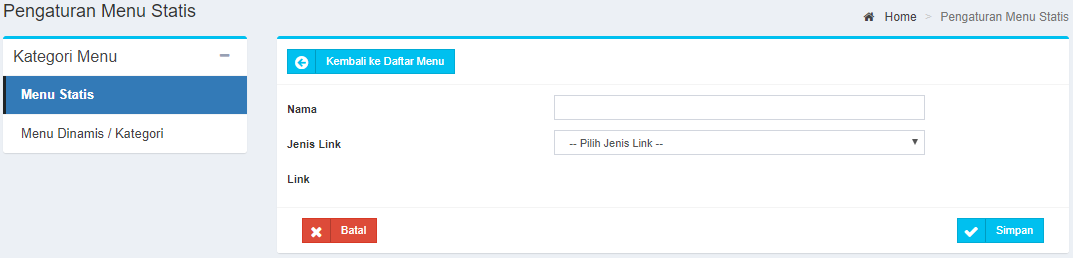 Pengaturan Menu Statis
Home > Pengaturan Menu Statis
Kategori Menu
Menu Statis
Menu Dinamis / Kategori
Kembali ke Daftar Menu
Nama
Jenis Link
-- Pilih Jenis Link --
Link
Batal
Simpan